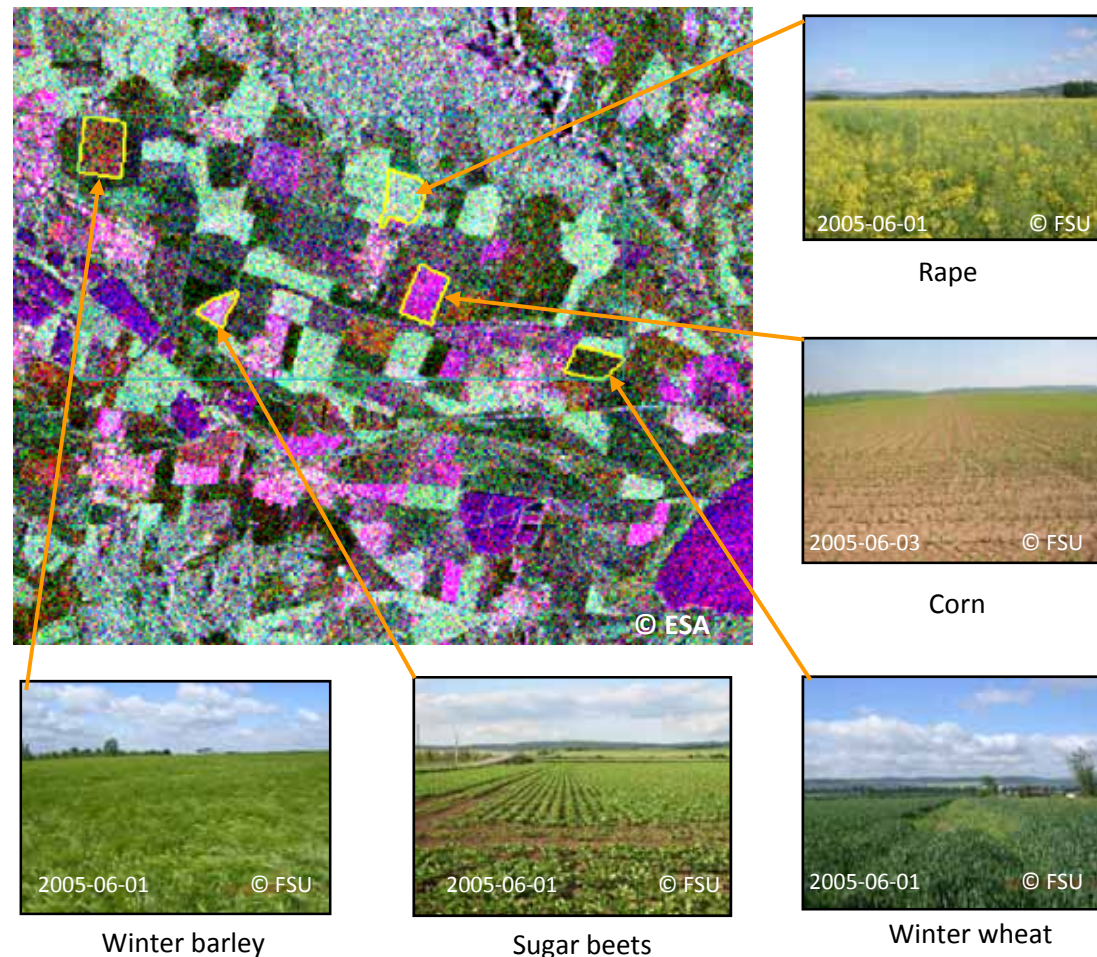 2005-06-01 © FSU
Rape
2005-06-03 © FSU
Corn
© ESA
2005-06-01 © FSU
Winter barley
2005-06-01 © FSU
Sugar beets
2005-06-01 © FSU
Winter wheat